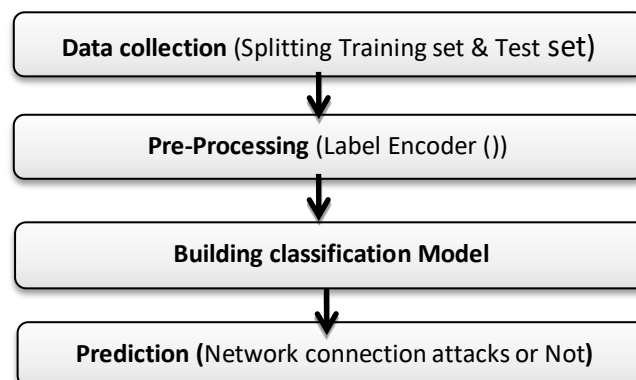 Data collection (Splitting Training set & Test set)
Pre-Processing (Label Encoder ())
Building classification Model
Prediction (Network connection attacks or Not)